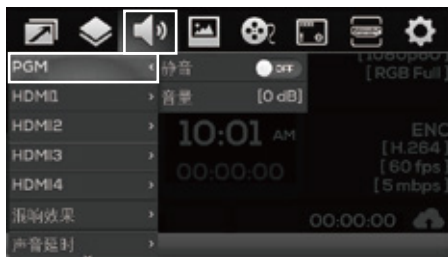 PGM
静音 OFF
[RGB Full]
HDMI1
音量 [0 dB]
HDMI2
10:01 AM
ENC
HDMI3
[H.264]
00:00:00
[60 fps]
HDMI4
[5 mbps]
混响效果
00:00:00
声音延时